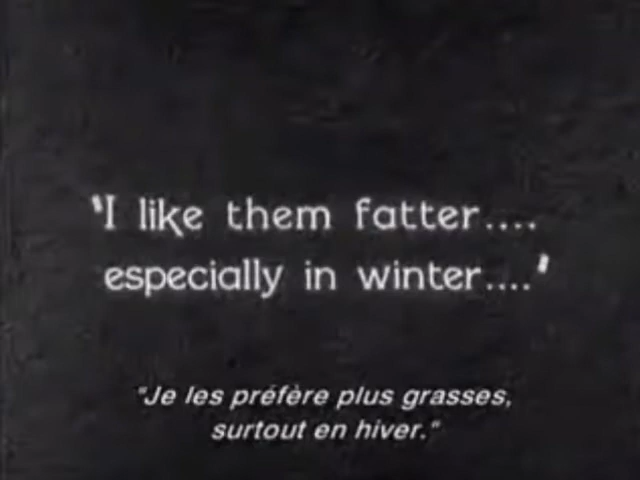 'I like them fatter....
especially in winter....'
"Je les préfère plus grasses,
surtout en hiver."